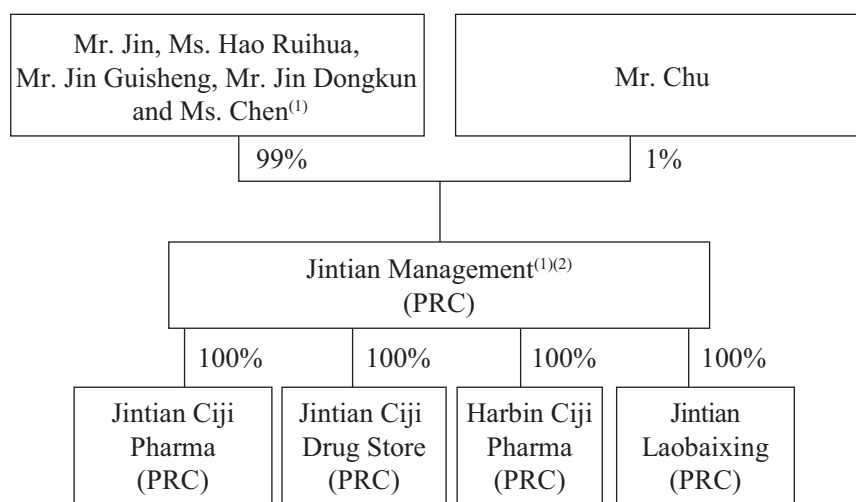 Mr. Jin, Ms. Hao Ruihua,
Mr. Jin Guisheng, Mr. Jin Dongkun
and Ms. Chen(1)
Mr. Chu
99%
1%
Jintian Management(1)(2)
(PRC)
100%
100%
100%
100%
Jintian Ciji
Pharma
(PRC)
Jintian Ciji
Drug Store
(PRC)
Harbin Ciji
Pharma
(PRC)
Jintian
Laobaixing
(PRC)